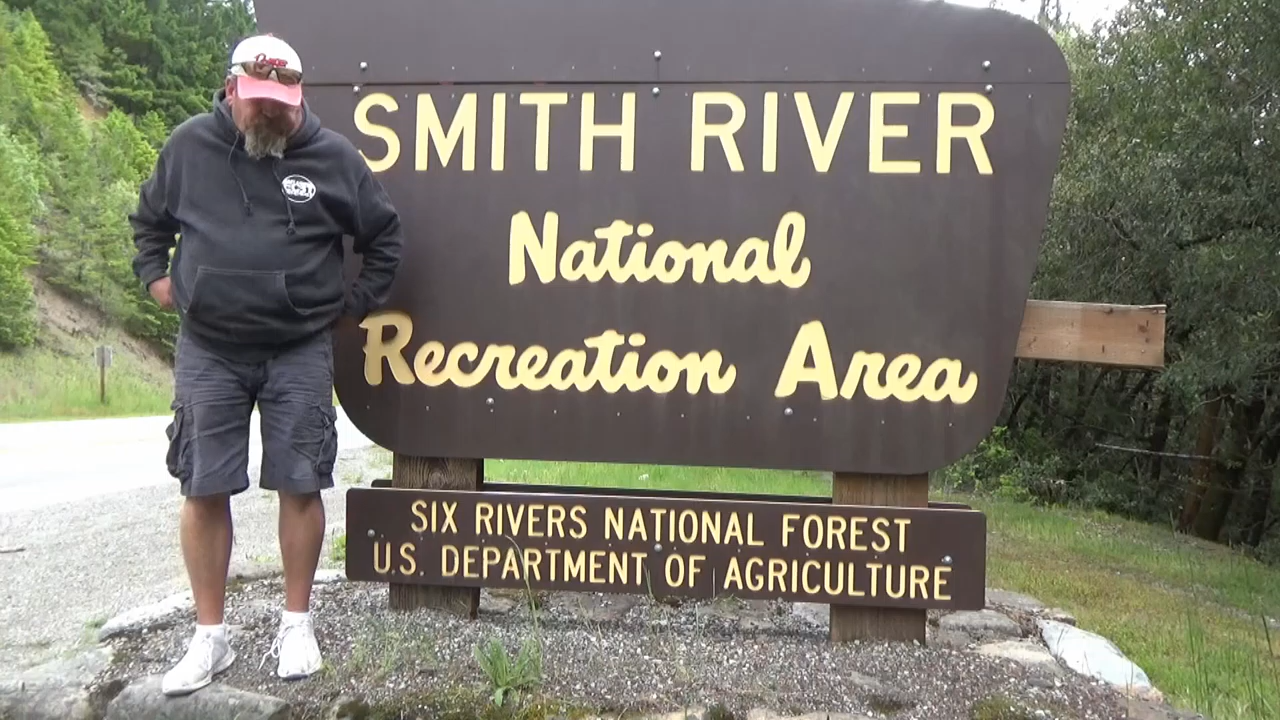 SMITH RIVER
National
Recreation Area
SIX RIVERS NATIONAL FOREST
U.S. DEPARTMENT OF AGRICULTURE